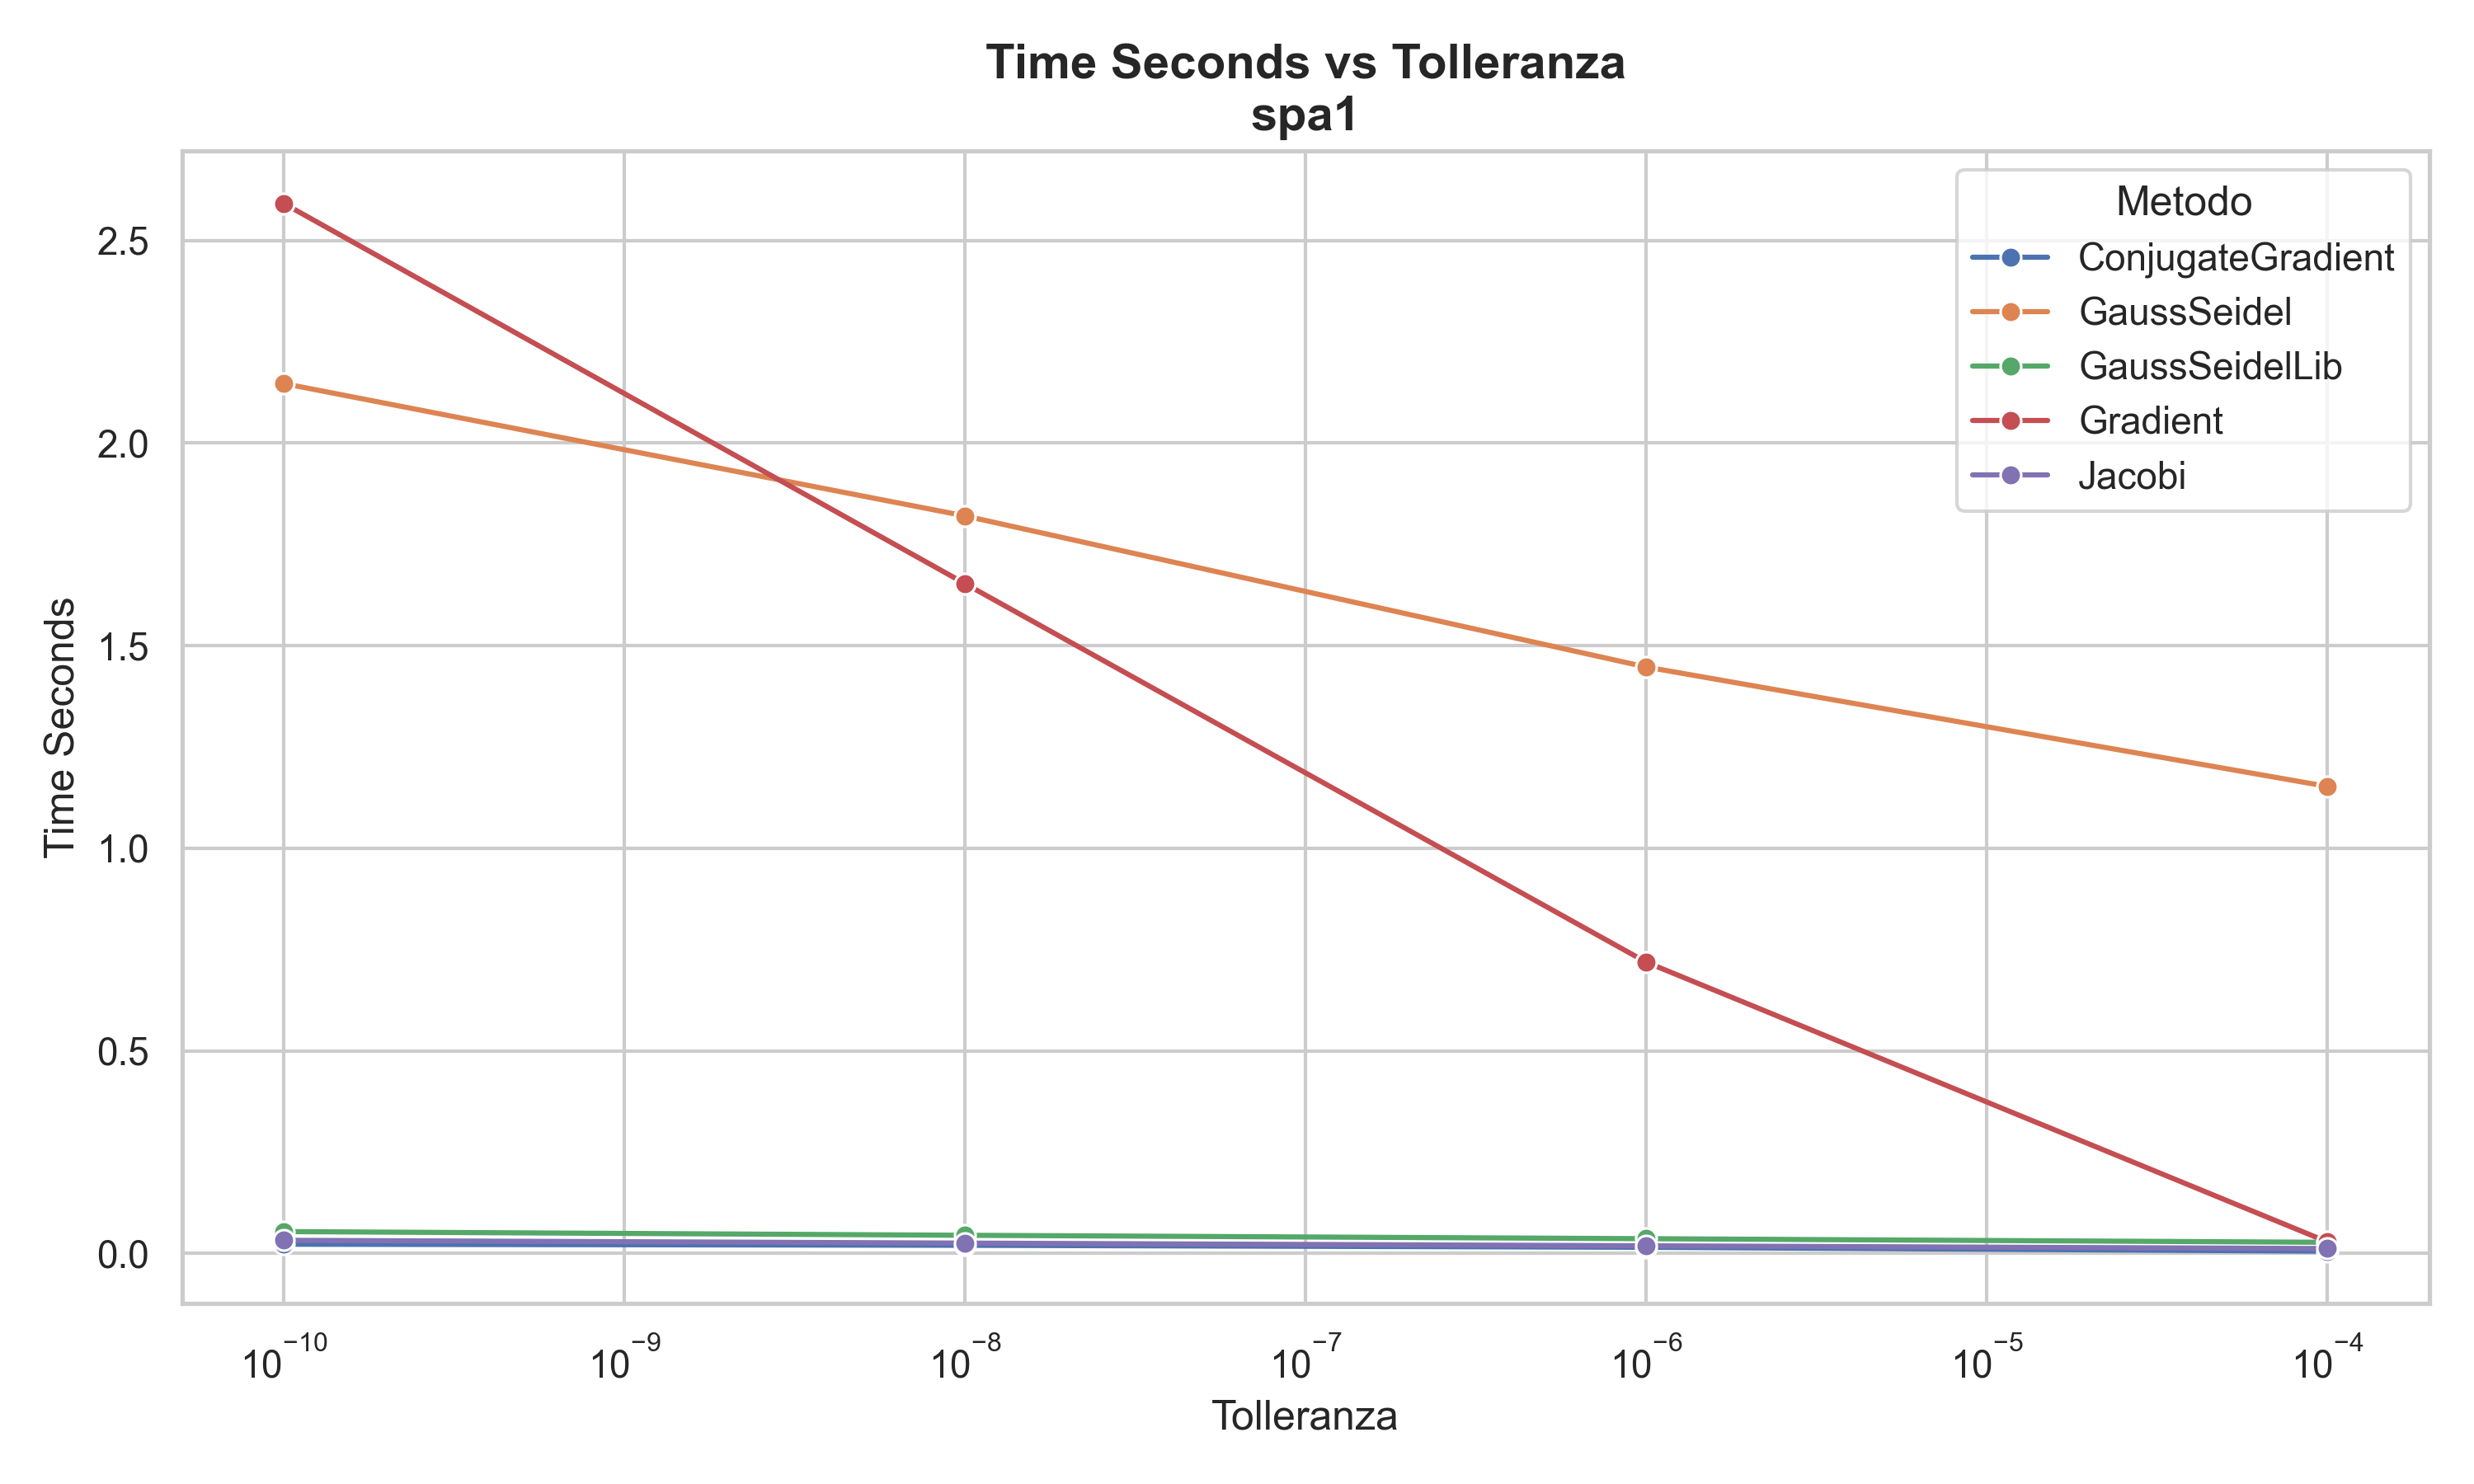 Time Seconds vs Tolleranza
spa1
Metodo
ConjugateGradient
GaussSeidel
GaussSeidelLib
Gradient
Jacobi
Time Seconds
2.5
2.0
1.5
1.0
0.5
0.0
10⁻¹⁰
10⁻⁹
10⁻⁸
10⁻⁷
10⁻⁶
10⁻⁵
10⁻⁴
Tolleranza